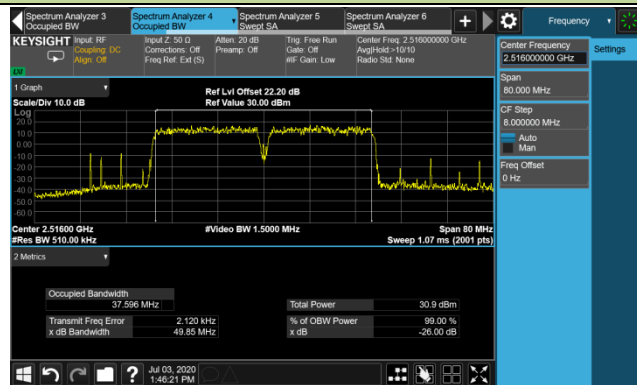 Spectrum Analyzer 3
Occupied BW
Spectrum Analyzer 4
Occupied BW
Spectrum Analyzer 5
Swept SA
Spectrum Analyzer 6
Swept SA
+
Frequency
KEYSIGHT
Input: RF
Coupling: DC
Align: Off
Input Z: 50 Ω
Corrections: Off
Freq Ref: Ext (S)
Atten: 20 dB
Preamp: Off
Trig: Free Run
Gate: Off
#IF Gain: Low
Center Freq: 2.516000000 GHz
Avg|Hold:>10/10
Radio Std: None
Center Frequency
2.516000000 GHz
Settings
Span
80.000 MHz
CF Step
8.000000 MHz
Auto
Man
Freq Offset
0 Hz
1 Graph
Scale/Div 10.0 dB
Ref Lvl Offset 22.20 dB
Ref Value 30.00 dBm
Log
20.0
10.0
0.00
-10.0
-20.0
-30.0
-40.0
-50.0
-60.0
Center 2.51600 GHz
#Res BW 510.00 kHz
#Video BW 1.5000 MHz
Span 80 MHz
Sweep 1.07 ms (2001 pts)
2 Metrics
Occupied Bandwidth
37.596 MHz
Total Power 30.9 dBm
Transmit Freq Error 2.120 kHz
% of OBW Power 99.00 %
x dB Bandwidth 49.85 MHz
x dB -26.00 dB
?
Jul 03, 2020
1:46:21 PM